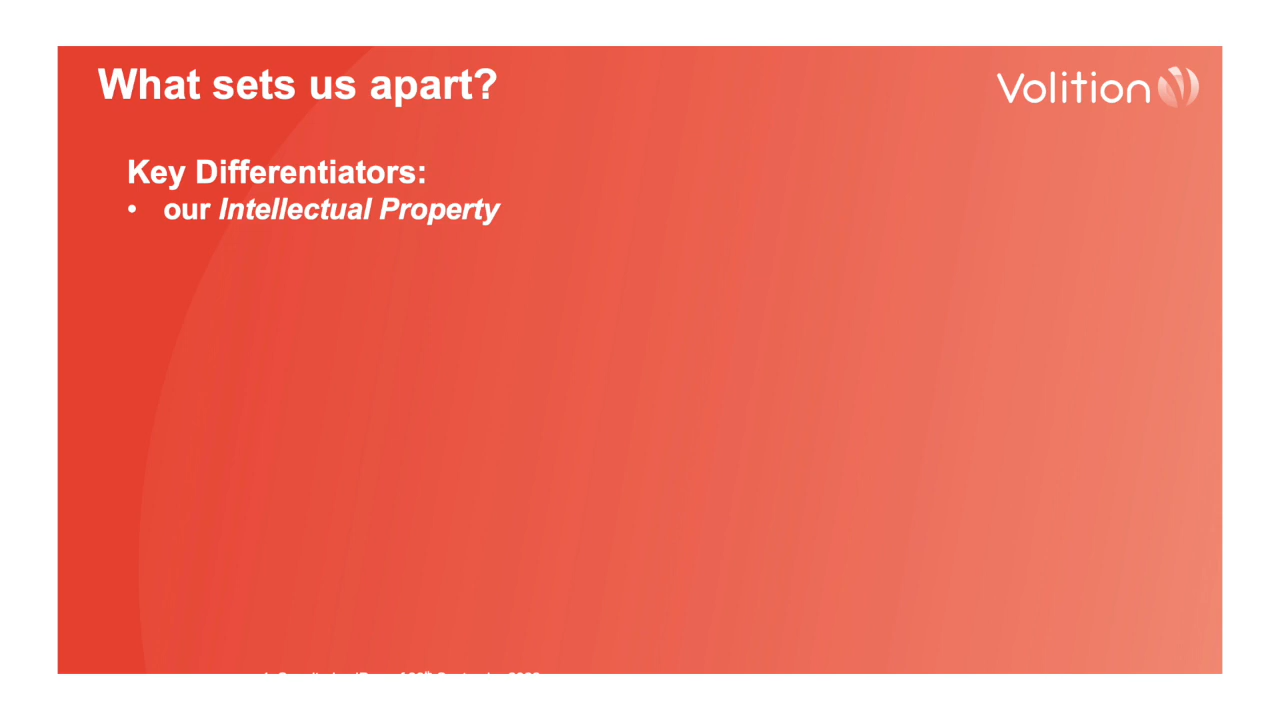 What sets us apart?
Volition
Key Differentiators:
• our Intellectual Property